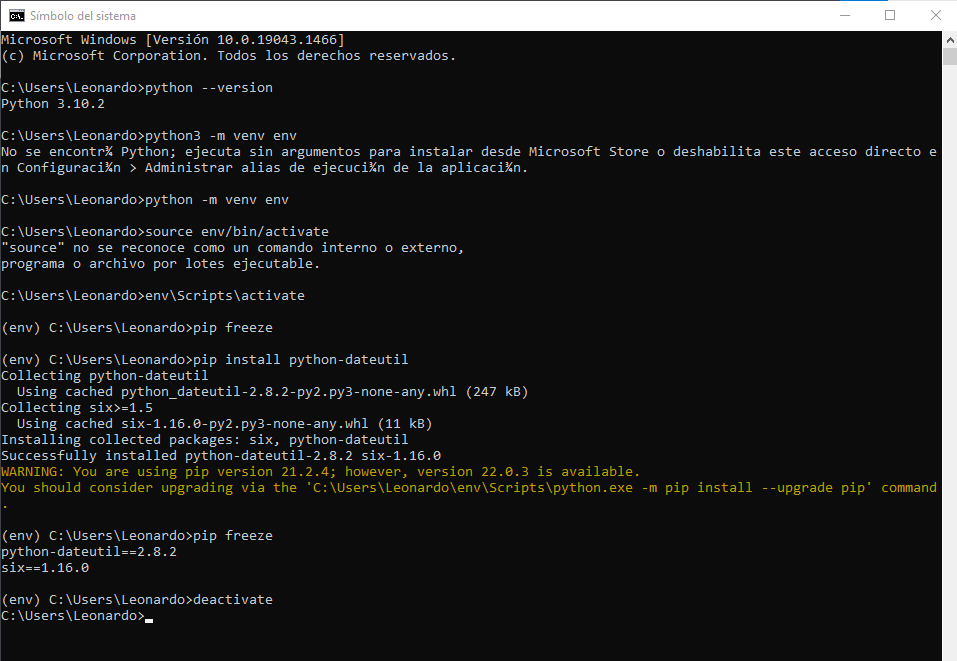 Símbolo del sistema
Microsoft Windows [Versión 10.0.19043.1466]
(c) Microsoft Corporation. Todos los derechos reservados.
C:\Users\Leonardo>python --version
Python 3.10.2
C:\Users\Leonardo>python3 -m venv env
No se encontr¾ Python; ejecuta sin argumentos para instalar desde Microsoft Store o deshabilita este acceso directo e
n Configuraci¾n > Administrar alias de ejecuci¾n de la aplicaci¾n.
C:\Users\Leonardo>python -m venv env
C:\Users\Leonardo>source env/bin/activate
"source" no se reconoce como un comando interno o externo,
programa o archivo por lotes ejecutable.
C:\Users\Leonardo>env\Scripts\activate
(env) C:\Users\Leonardo>pip freeze
(env) C:\Users\Leonardo>pip install python-dateutil
Collecting python-dateutil
  Using cached python_dateutil-2.8.2-py2.py3-none-any.whl (247 kB)
Collecting six>=1.5
  Using cached six-1.16.0-py2.py3-none-any.whl (11 kB)
Installing collected packages: six, python-dateutil
Successfully installed python-dateutil-2.8.2 six-1.16.0
WARNING: You are using pip version 21.2.4; however, version 22.0.3 is available.
You should consider upgrading via the 'C:\Users\Leonardo\env\Scripts\python.exe -m pip install --upgrade pip' command
.
(env) C:\Users\Leonardo>pip freeze
python-dateutil==2.8.2
six==1.16.0
(env) C:\Users\Leonardo>deactivate
C:\Users\Leonardo>